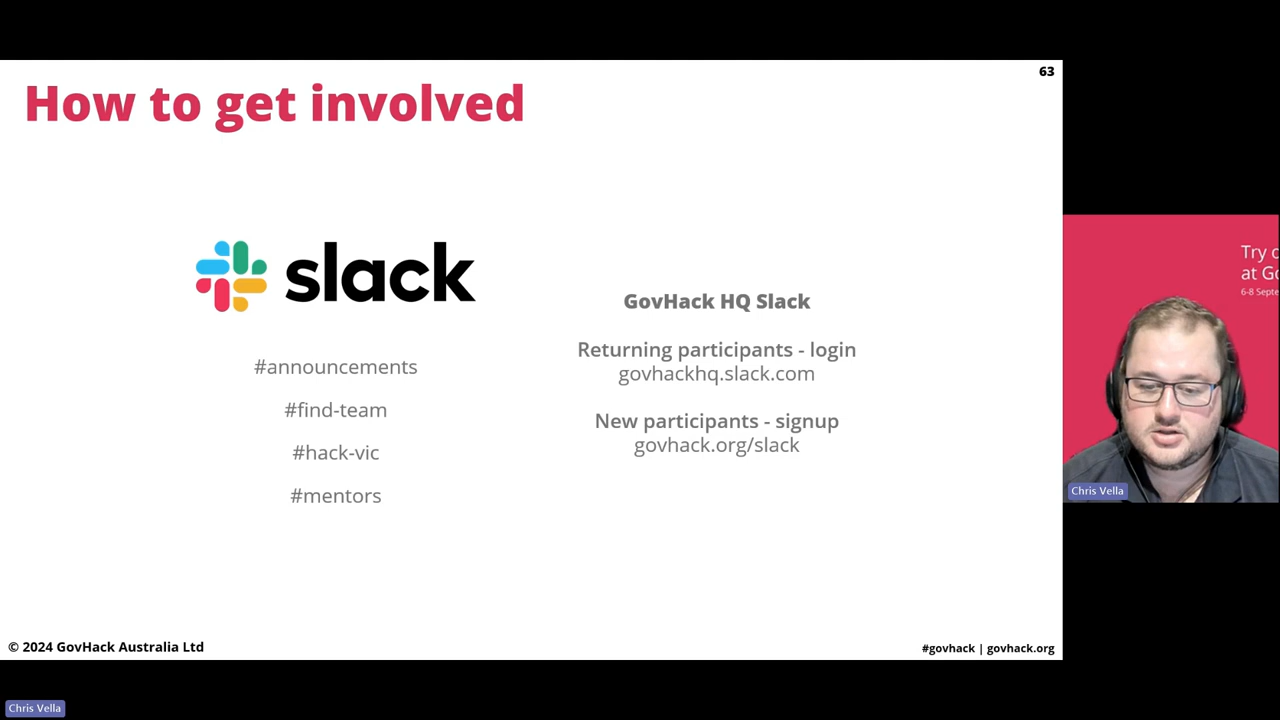 63
How to get involved
slack
#announcements
#find-team
#hack-vic
#mentors
GovHack HQ Slack
Returning participants - login
govhackhq.slack.com
New participants - signup
govhack.org/slack
© 2024 GovHack Australia Ltd
#govhack | govhack.org
Try
at
6-8
Chris Vella
Chris Vella